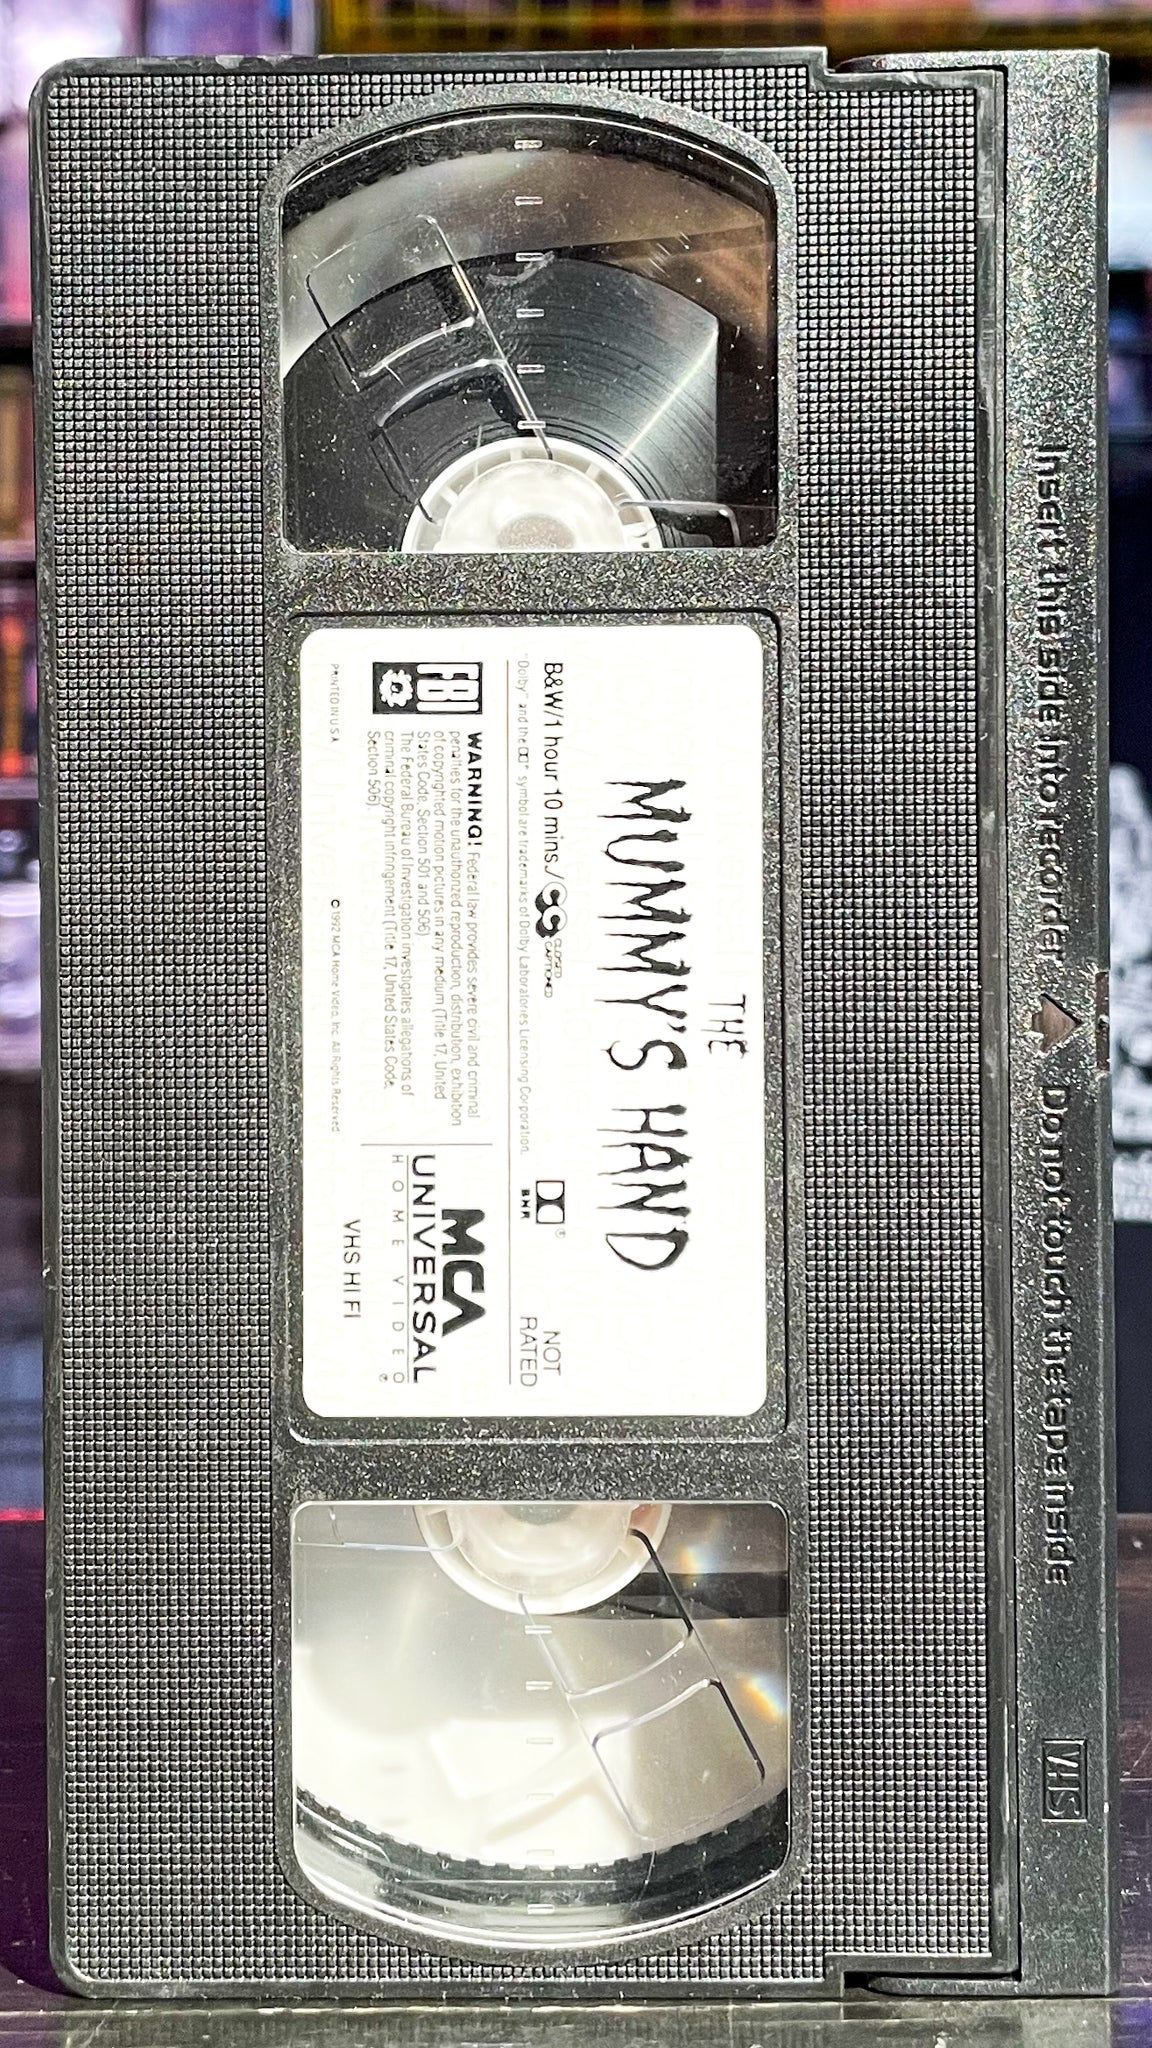 Insert this side into recorder ▲ Do not touch the tape inside
VHS
THE
MUMMY'S HAND
B&W/1 hour 10 mins./
CLOSED
CAPTIONED
B NR
NOT
RATED
"Dolby" and the symbol are trademarks of Dolby Laboratories Licensing Corporation.
FBI
WARNING! Federal law provides severe civil and criminal
penalties for the unauthorized reproduction, distribution, exhibition
of copyrighted motion pictures in any medium (Title 17, United
States Code, Section 501 and 506).
The Federal Bureau of Investigation investigates allegations of
criminal copyright infringement (Title 17, United States Code,
Section 506).
MCA
UNIVERSAL
HOME VIDEO®
PRINTED IN U.S.A.
©1992 MCA Home Video, Inc. All Rights Reserved.
VHS HI FI